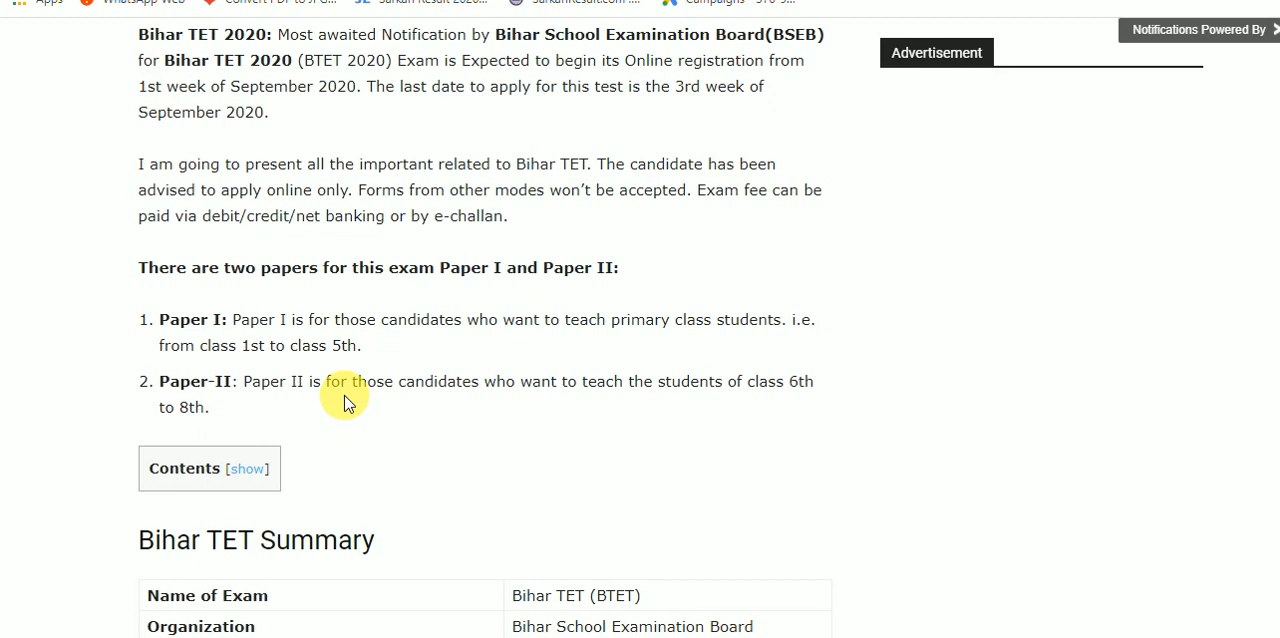 Apps WhatsApp Web Convert PDF to JPG... Sarkari Result 2020... SarkariResult.com .... Campaigns - 570-9...
Notifications Powered By
Bihar TET 2020: Most awaited Notification by Bihar School Examination Board(BSEB)
for Bihar TET 2020 (BTET 2020) Exam is Expected to begin its Online registration from
1st week of September 2020. The last date to apply for this test is the 3rd week of
September 2020.
Advertisement
I am going to present all the important related to Bihar TET. The candidate has been
advised to apply online only. Forms from other modes won’t be accepted. Exam fee can be
paid via debit/credit/net banking or by e-challan.
There are two papers for this exam Paper I and Paper II:
1. Paper I: Paper I is for those candidates who want to teach primary class students. i.e.
from class 1st to class 5th.
2. Paper-II: Paper II is for those candidates who want to teach the students of class 6th
to 8th.
Contents [show]
Bihar TET Summary
Name of Exam Bihar TET (BTET)
Organization Bihar School Examination Board